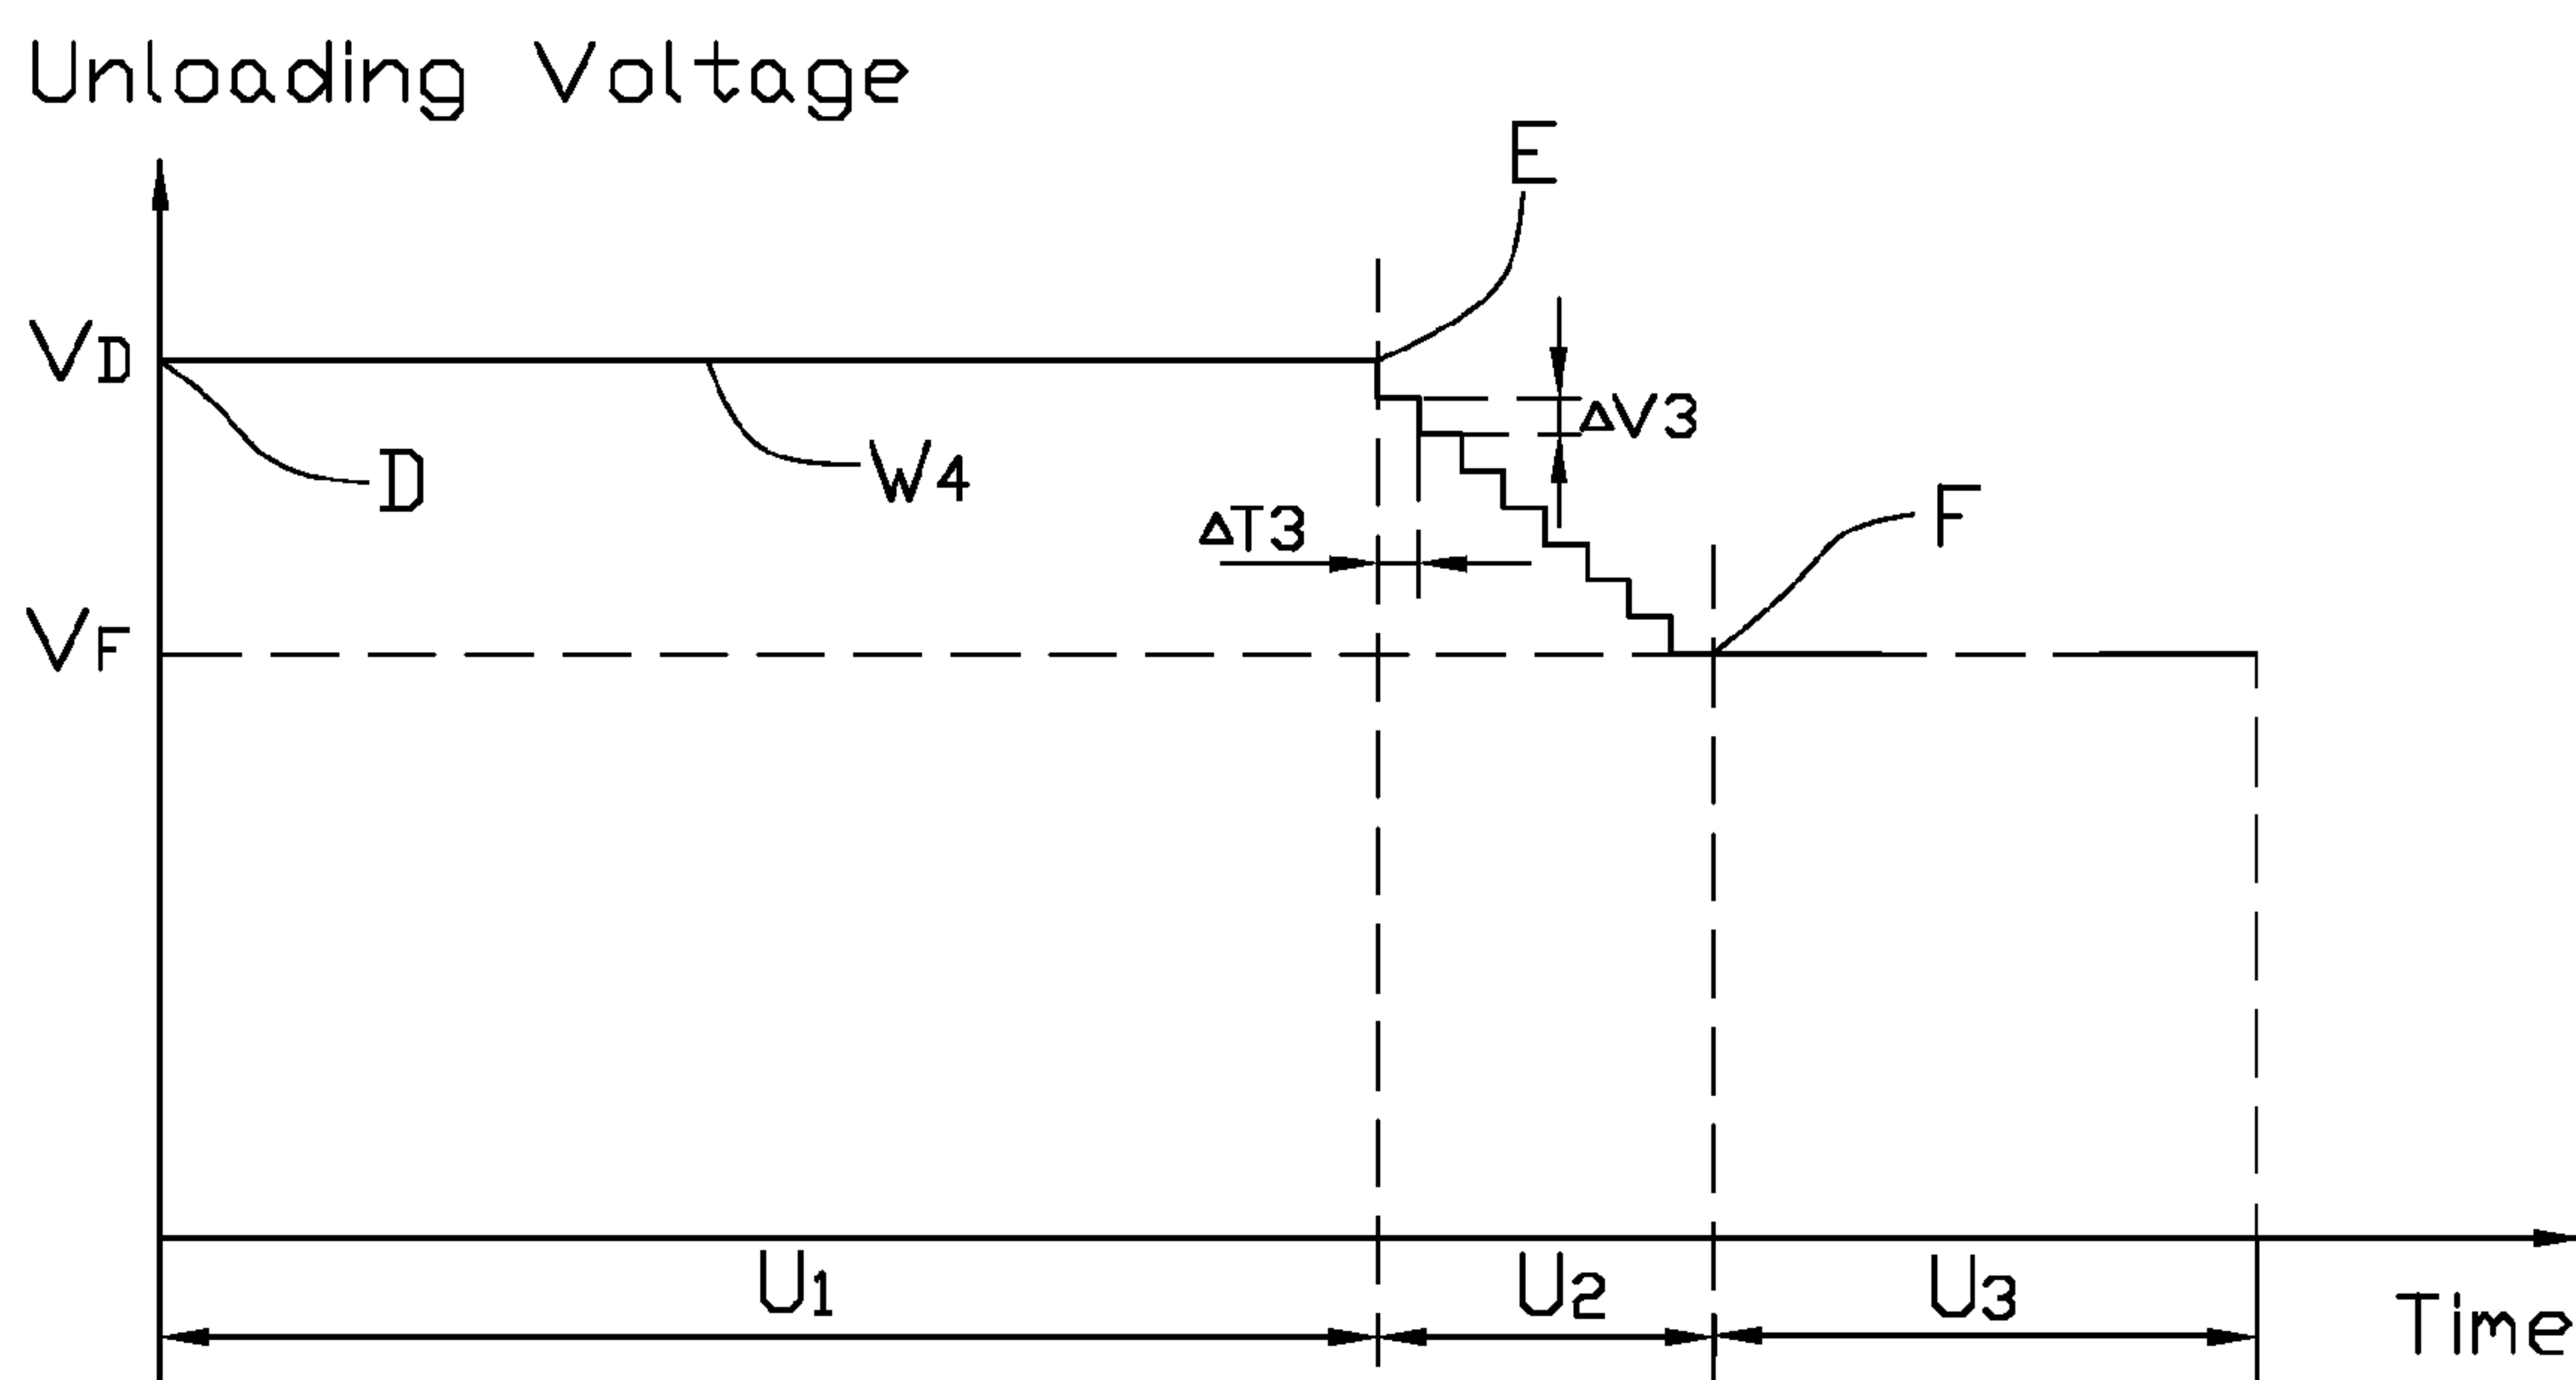 Unloading Voltage
E
VD
ΔV3
D
W4
F
ΔT3
VF
U1
U2
U3
Time